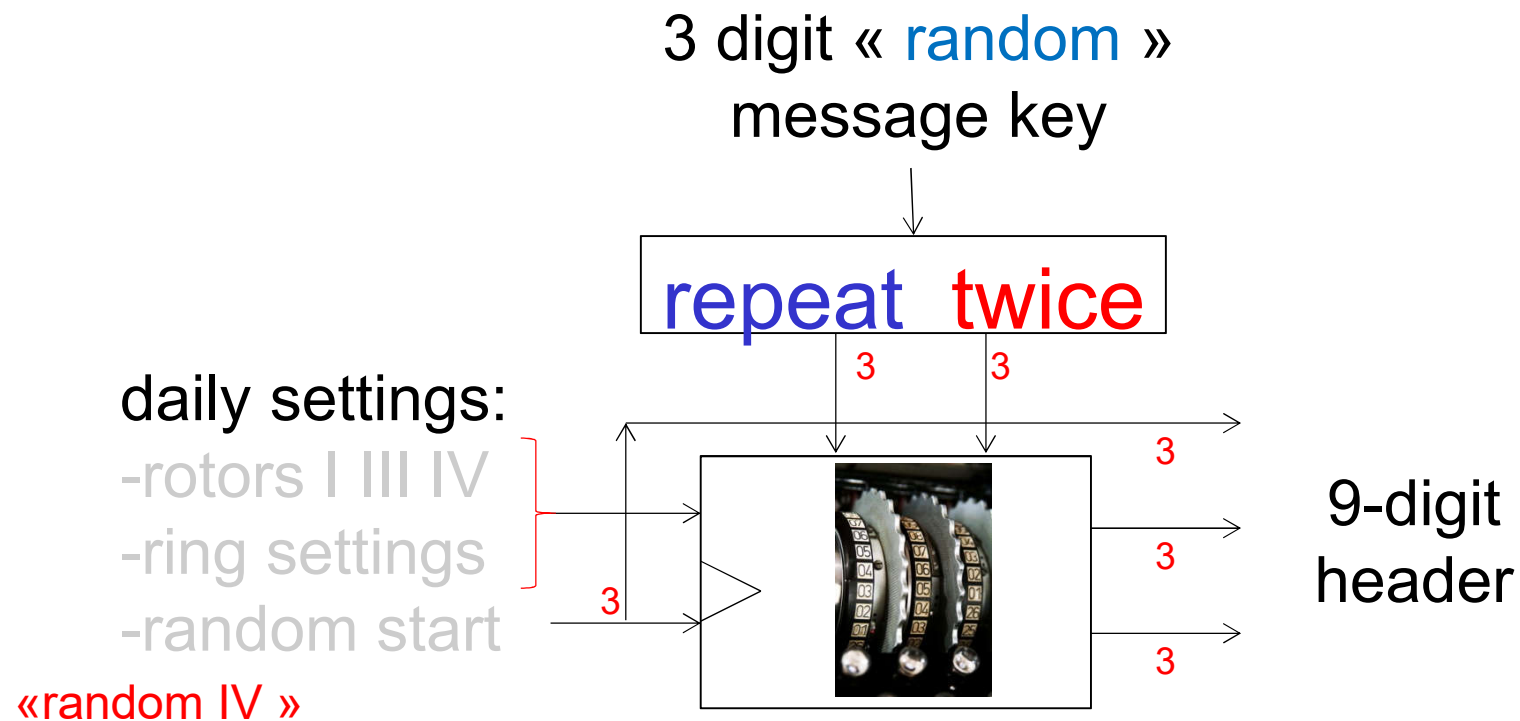 3 digit « random »
message key
repeat twice
3 3
daily settings:
-rotors I III IV
-ring settings
-random start
«random IV »
3
3
3
3
9-digit
header